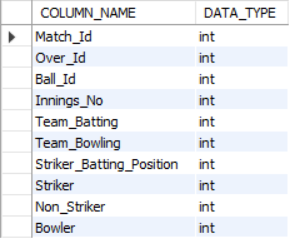 COLUMN_NAME DATA_TYPE
Match_Id int
Over_Id int
Ball_Id int
Innings_No int
Team_Batting int
Team_Bowling int
Striker_Batting_Position int
Striker int
Non_Striker int
Bowler int